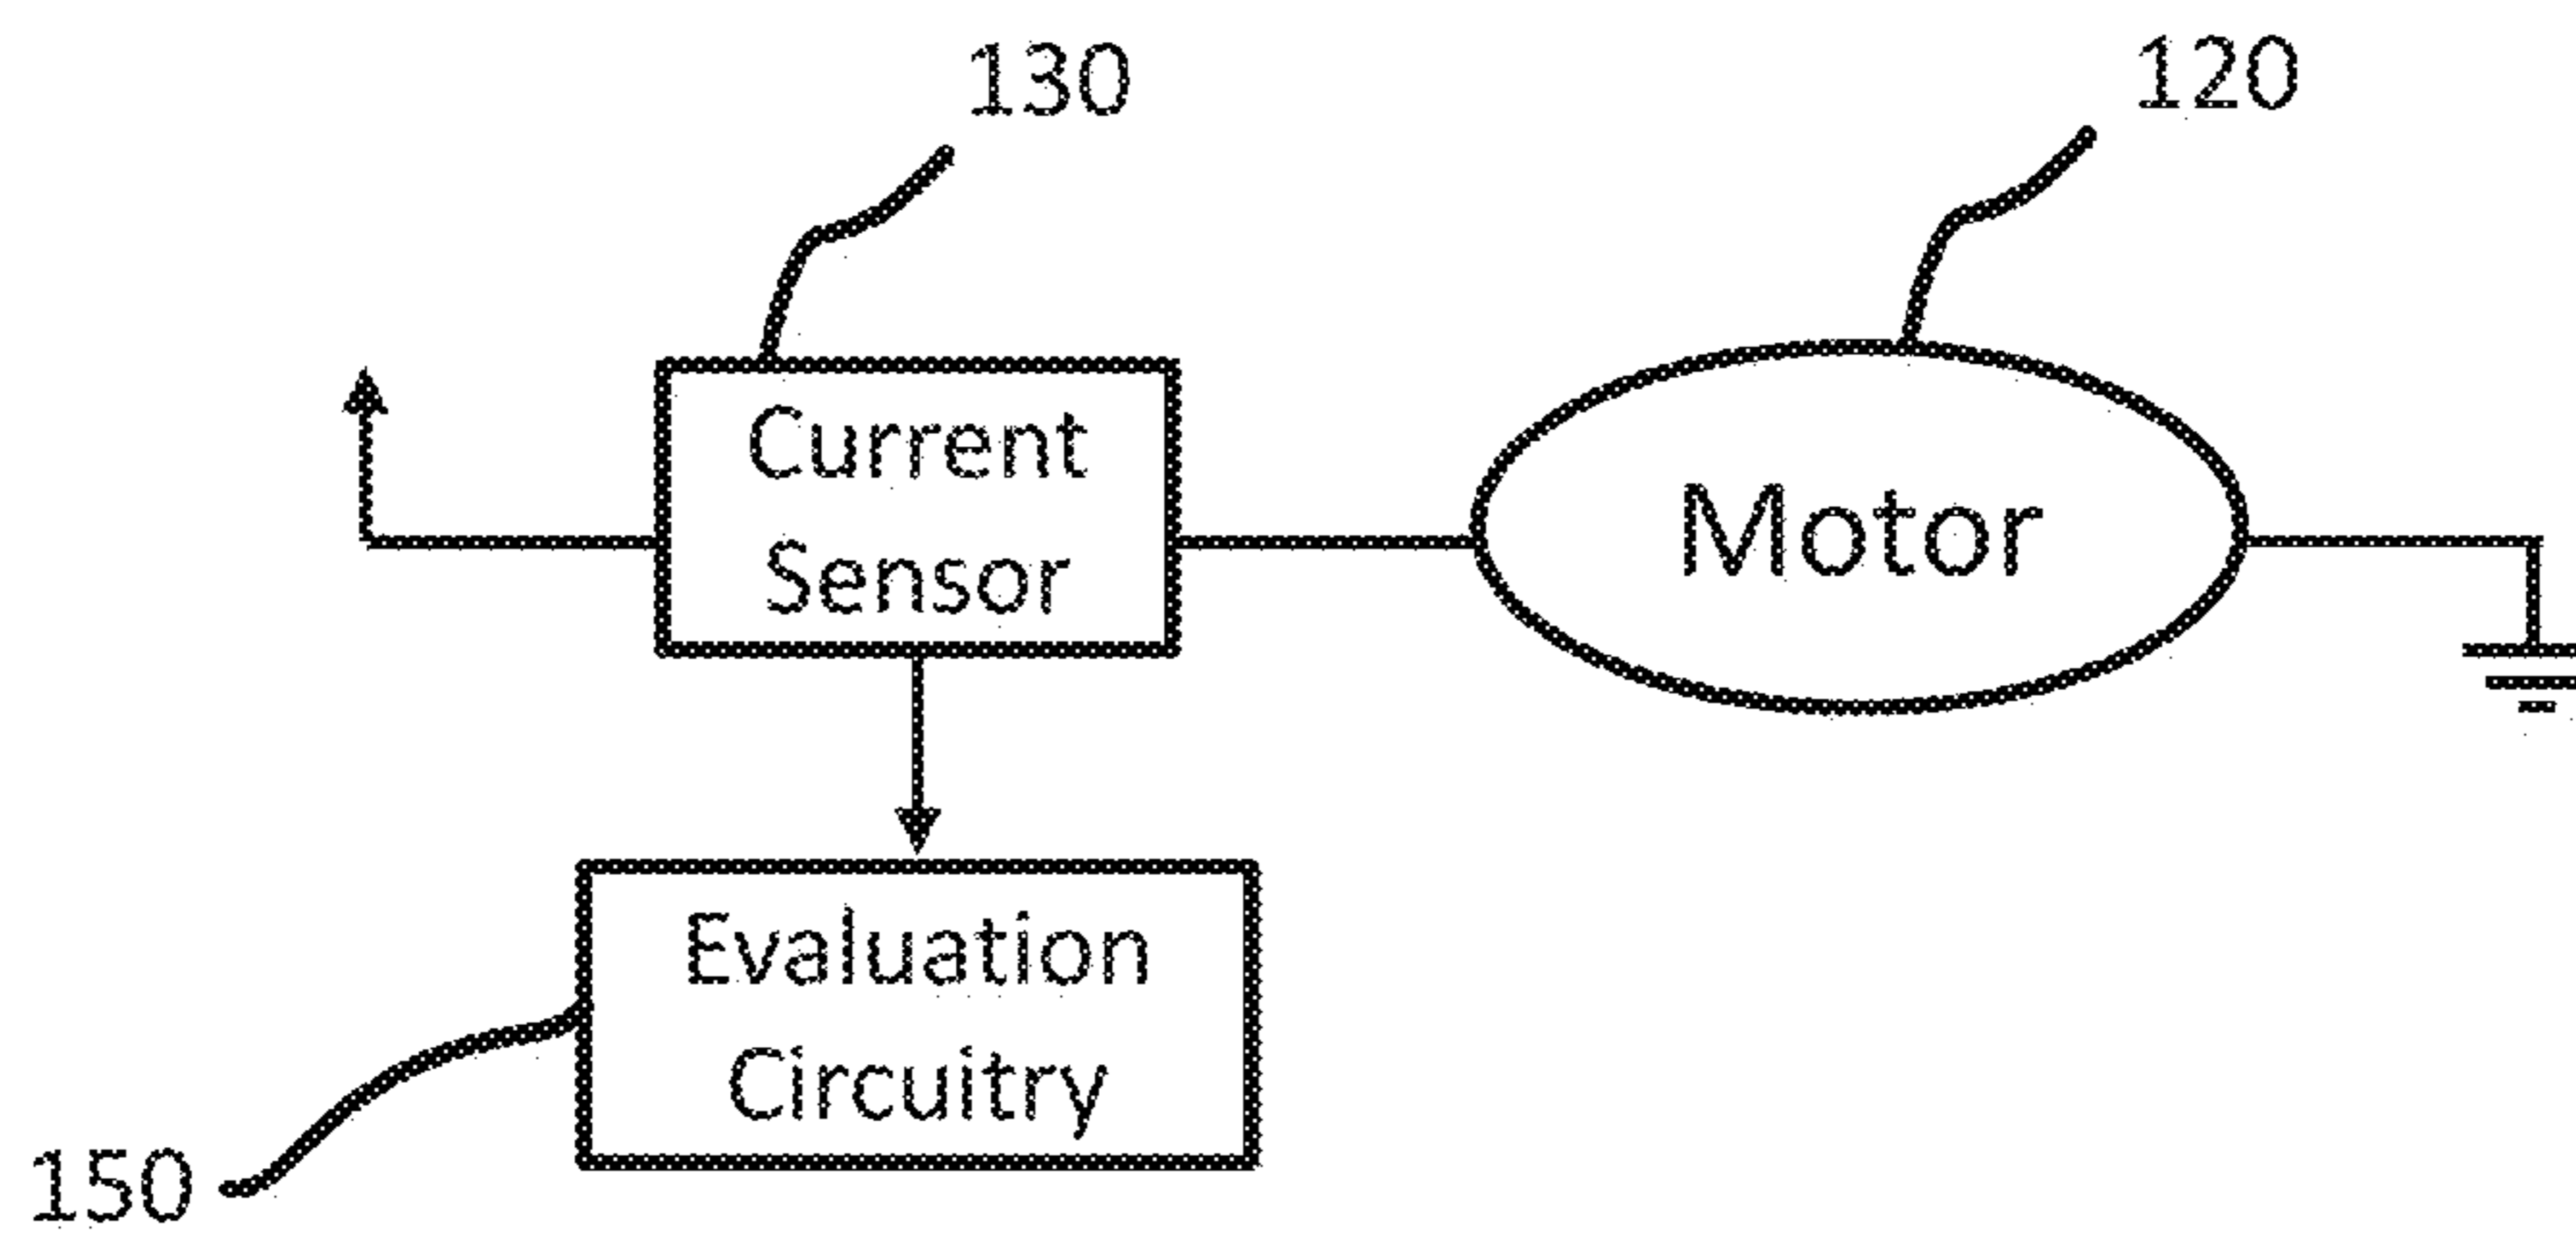 130
120
Current
Sensor
Motor
Evaluation
Circuitry
150